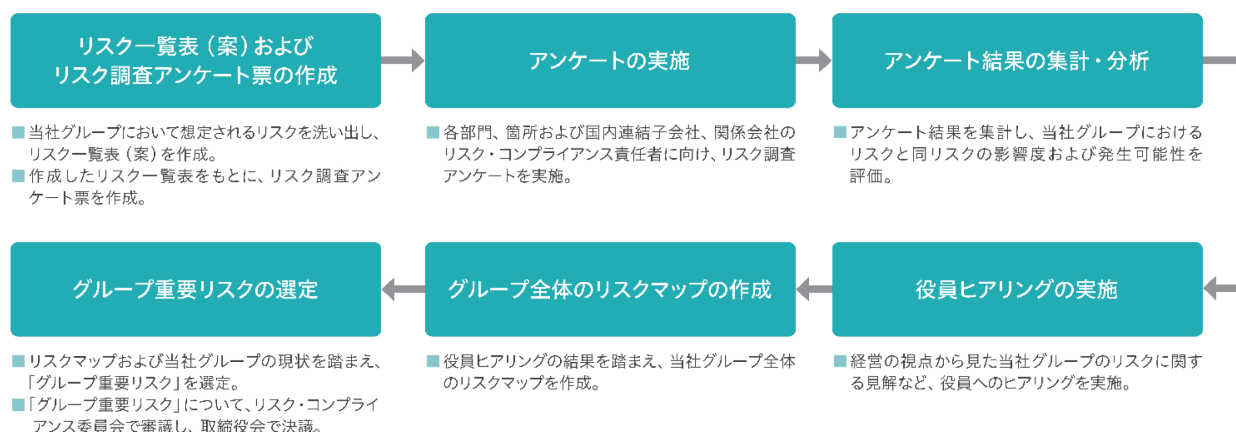 リスク一覧表（案）および
リスク調査アンケート票の作成
■当社グループにおいて想定されるリスクを洗い出し、
リスク一覧表（案）を作成。
■作成したリスク一覧表をもとに、リスク調査アン
ケート票を作成。
アンケートの実施
■各部門、箇所および国内連結子会社、関係会社の
リスク・コンプライアンス責任者に向け、リスク調査
アンケートを実施。
アンケート結果の集計・分析
■アンケート結果を集計し、当社グループにおける
リスクと同リスクの影響度および発生可能性を
評価。
役員ヒアリングの実施
■経営の視点から見た当社グループのリスクに関す
る見解など、役員へのヒアリングを実施。
グループ全体のリスクマップの作成
■役員ヒアリングの結果を踏まえ、当社グループ全体
のリスクマップを作成。
グループ重要リスクの選定
■リスクマップおよび当社グループの現状を踏まえ、
「グループ重要リスク」を選定。
■「グループ重要リスク」について、リスク・コンプライ
アンス委員会で審議し、取締役会で決議。